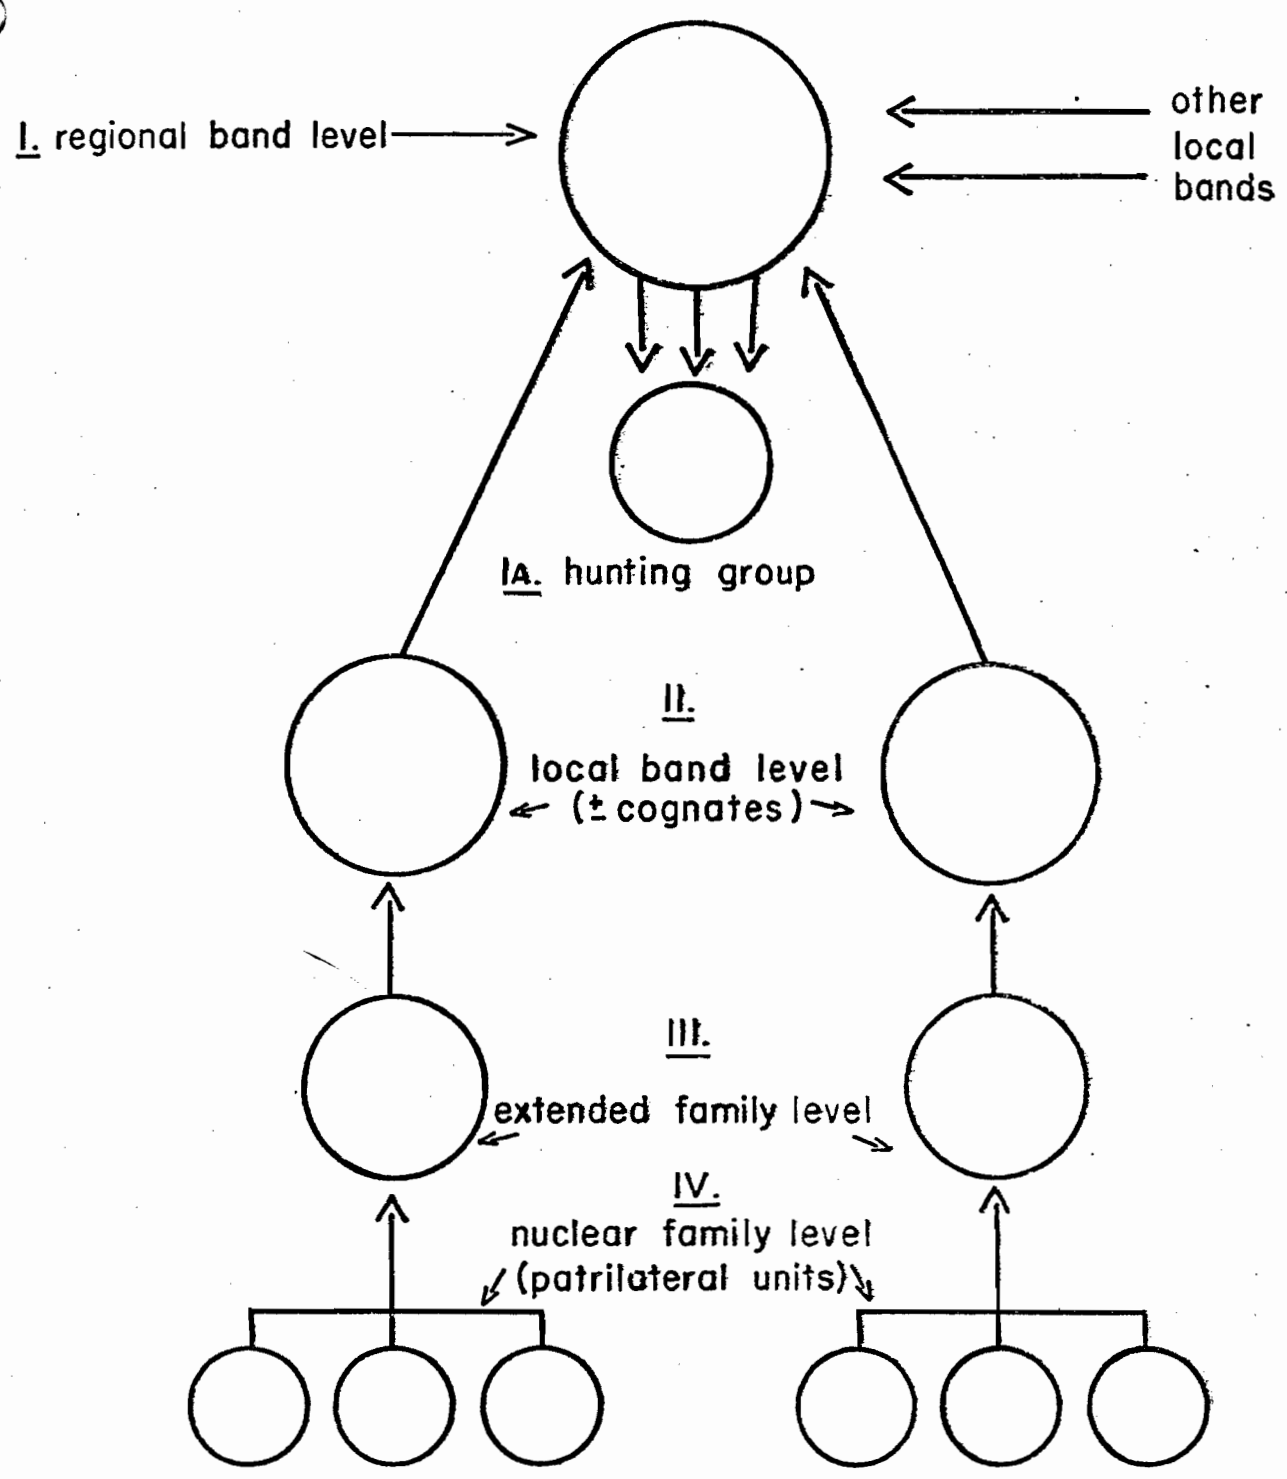 I. regional band level
other
local
bands
IA. hunting group
II.
local band level
(± cognates)
III.
extended family level
IV.
nuclear family level
(patrilateral units)